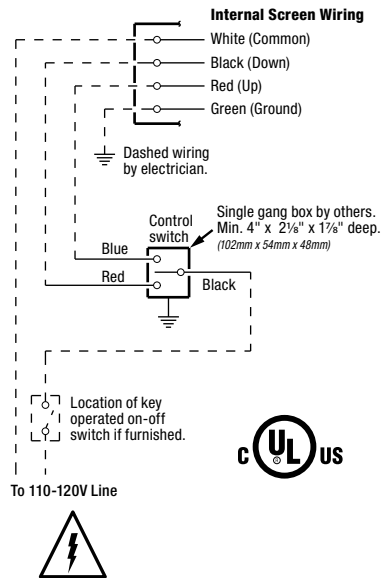 Internal Screen Wiring
White (Common)
Black (Down)
Red (Up)
Green (Ground)
Dashed wiring
by electrician.
Single gang box by others.
Min. 4" x 2⅛" x 1⅞" deep.
(102mm x 54mm x 48mm)
Control
switch
Blue
Red
Black
Location of key
operated on-off
switch if furnished.
C UL ® US
To 110-120V Line